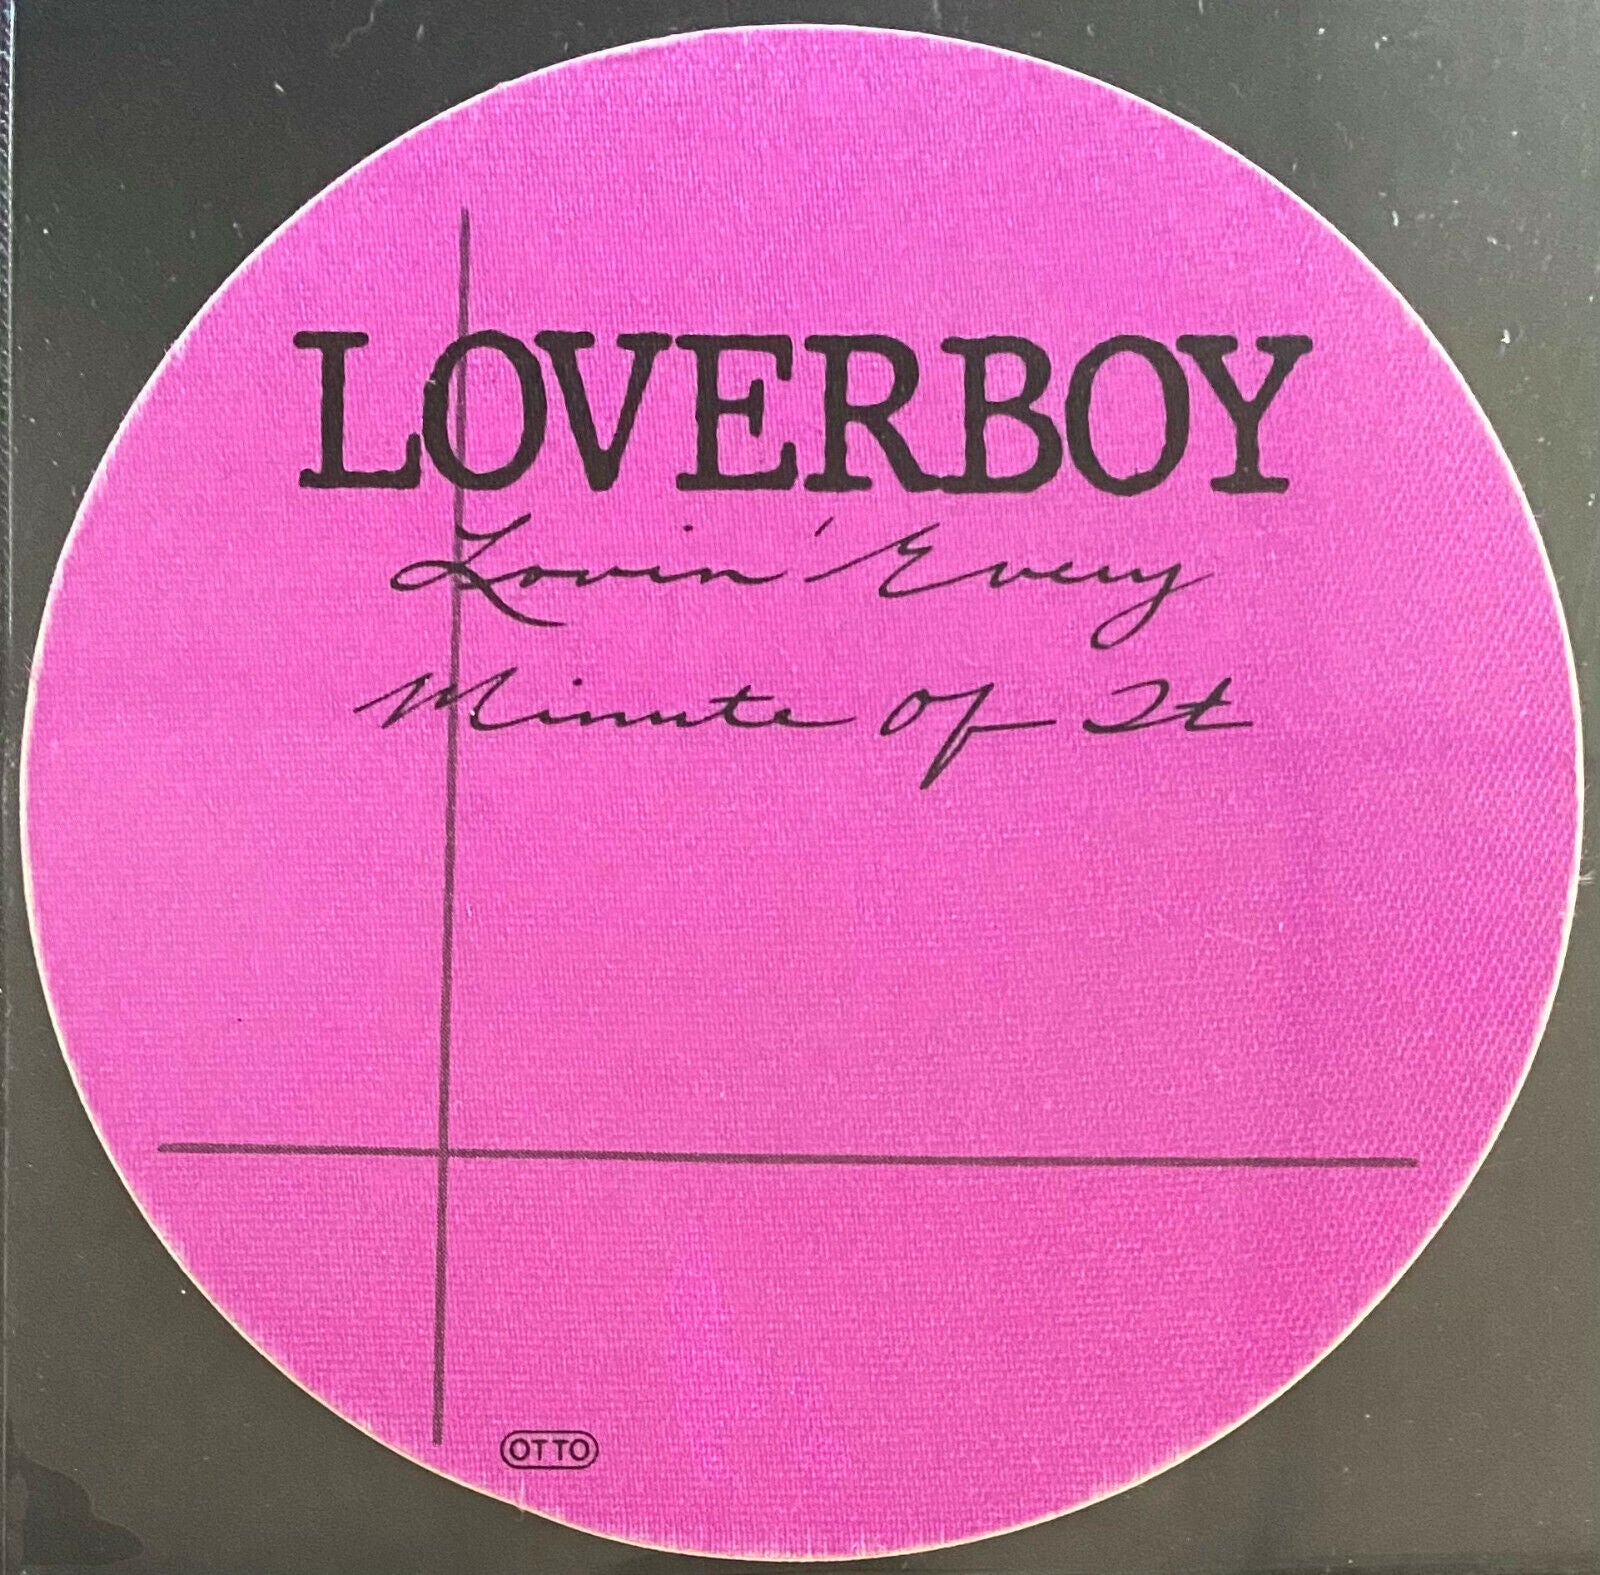 LOVERBOY
Lovin' Every
Minute Of It
OTTO